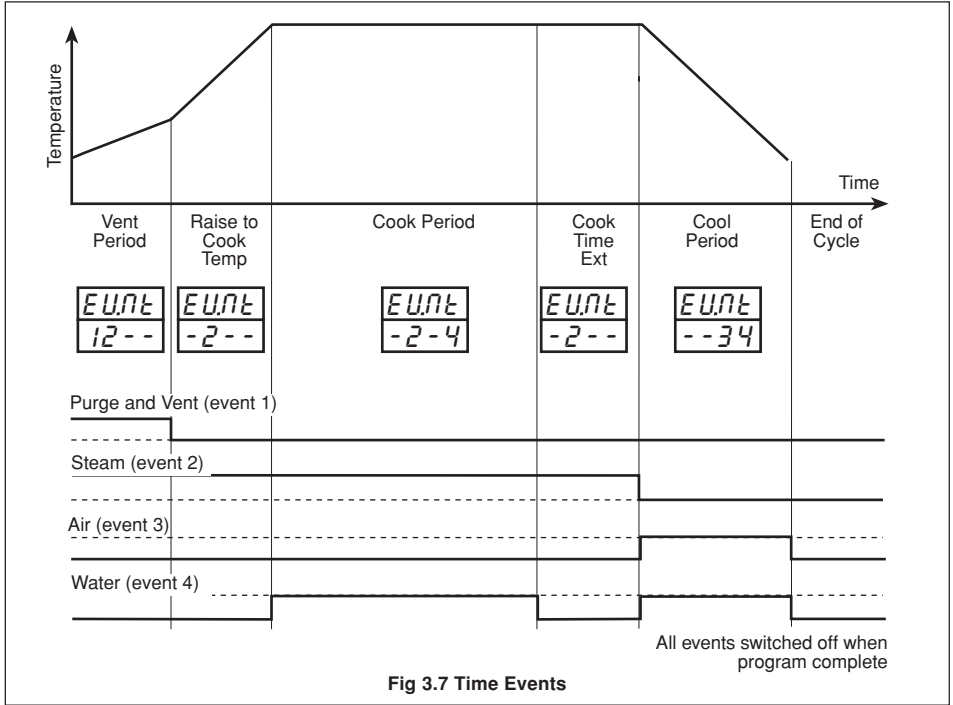 Temperature
Time
Vent
Period
Raise to
Cook
Temp
Cook Period
Cook
Time
Ext
Cool
Period
End of
Cycle
EU.nt
12--
EU.nt
-2--
EU.nt
-2-4
EU.nt
-2--
EU.nt
--34
Purge and Vent (event 1)
Steam (event 2)
Air (event 3)
Water (event 4)
All events switched off when
program complete
Fig 3.7 Time Events